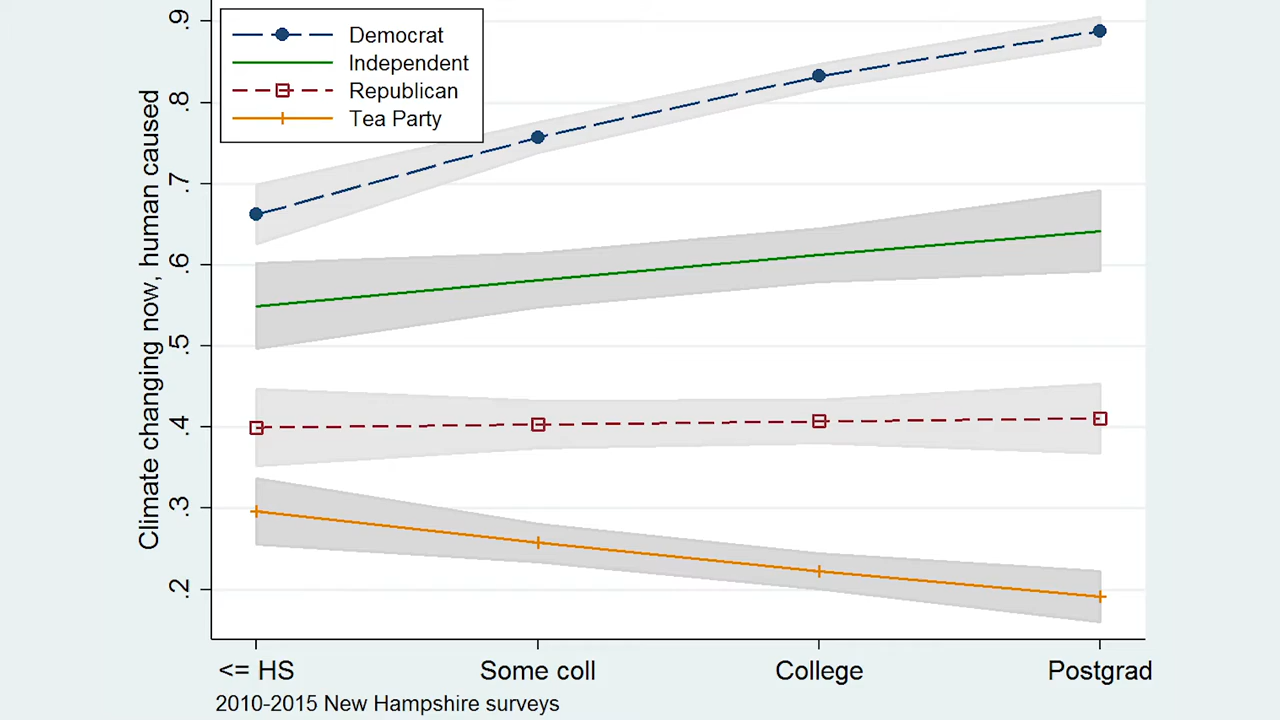 Democrat
Independent
Republican
Tea Party
Climate changing now, human caused
.9
.8
.7
.6
.5
.4
.3
.2
<= HS
Some coll
College
Postgrad
2010-2015 New Hampshire surveys